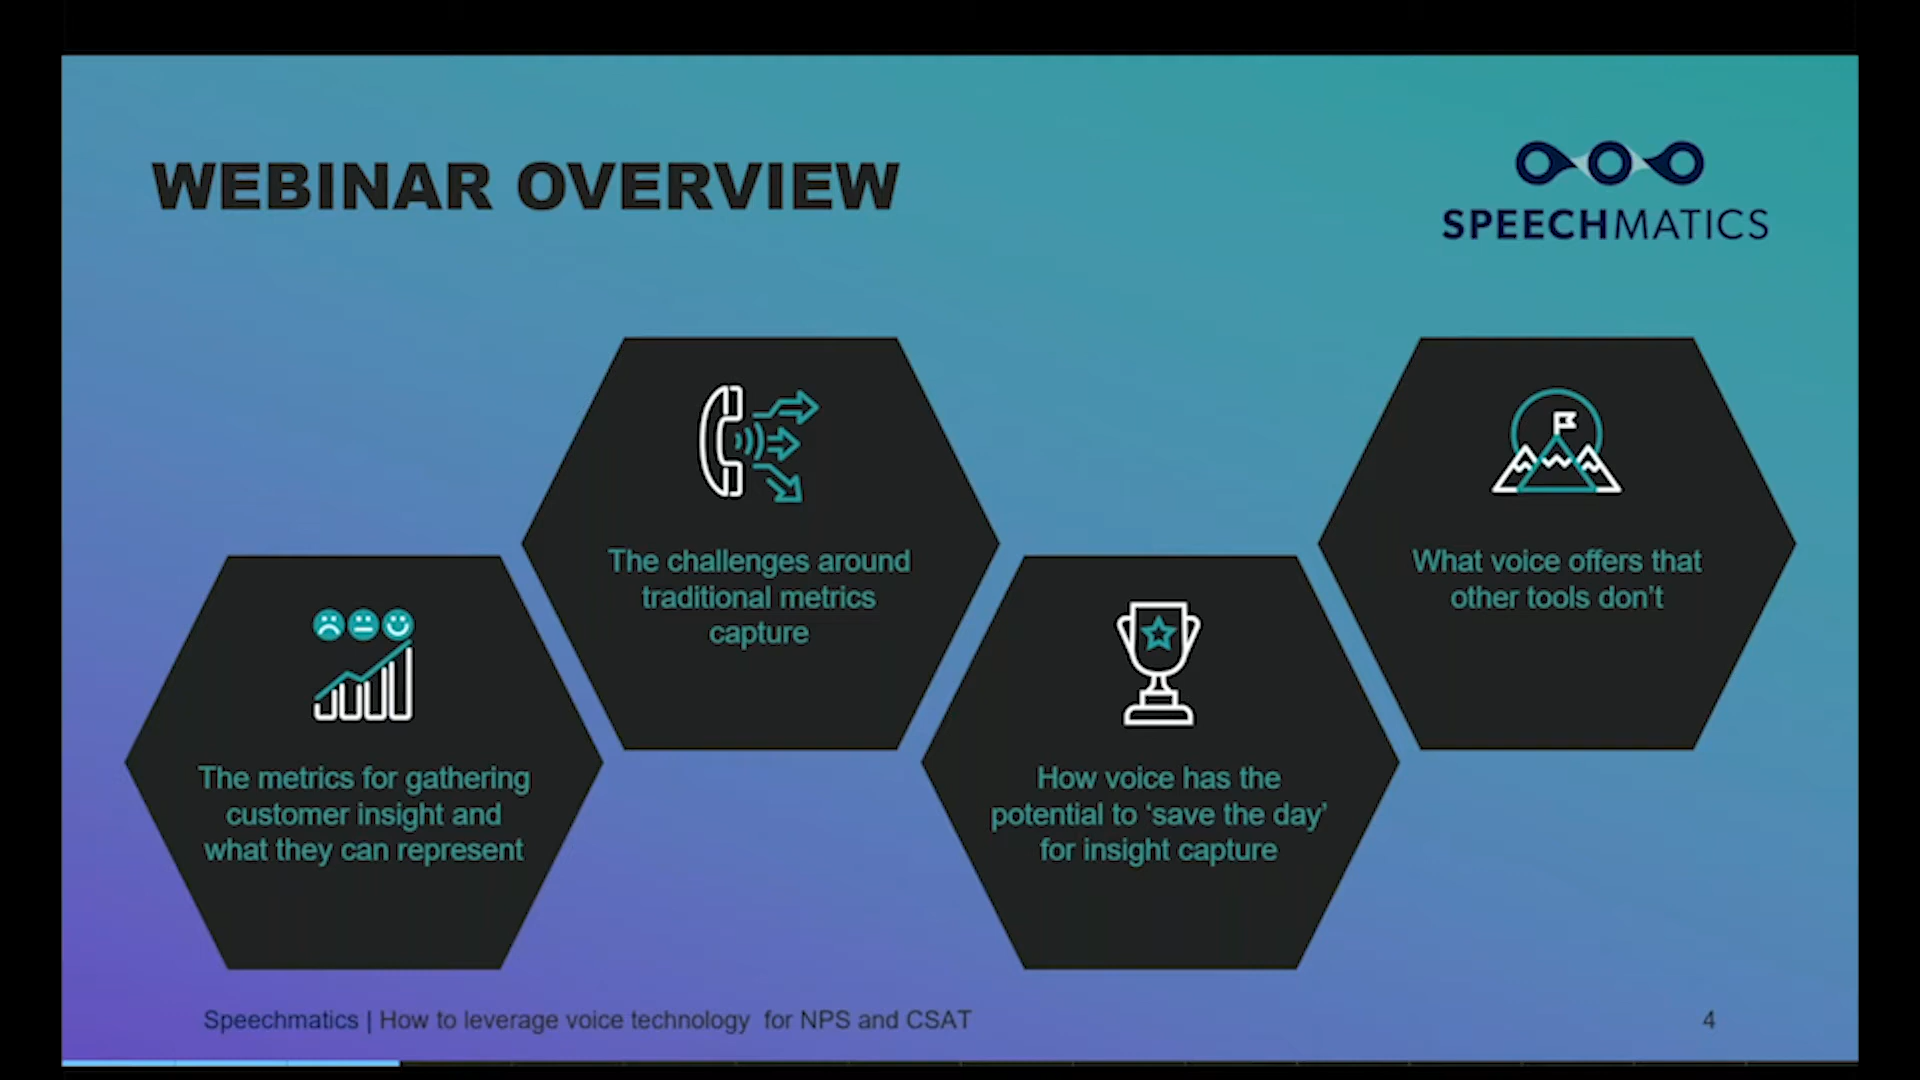 WEBINAR OVERVIEW
SPEECHMATICS
The metrics for gathering
customer insight and
what they can represent
The challenges around
traditional metrics
capture
How voice has the
potential to ‘save the day’
for insight capture
What voice offers that
other tools don’t
Speechmatics | How to leverage voice technology  for NPS and CSAT
4